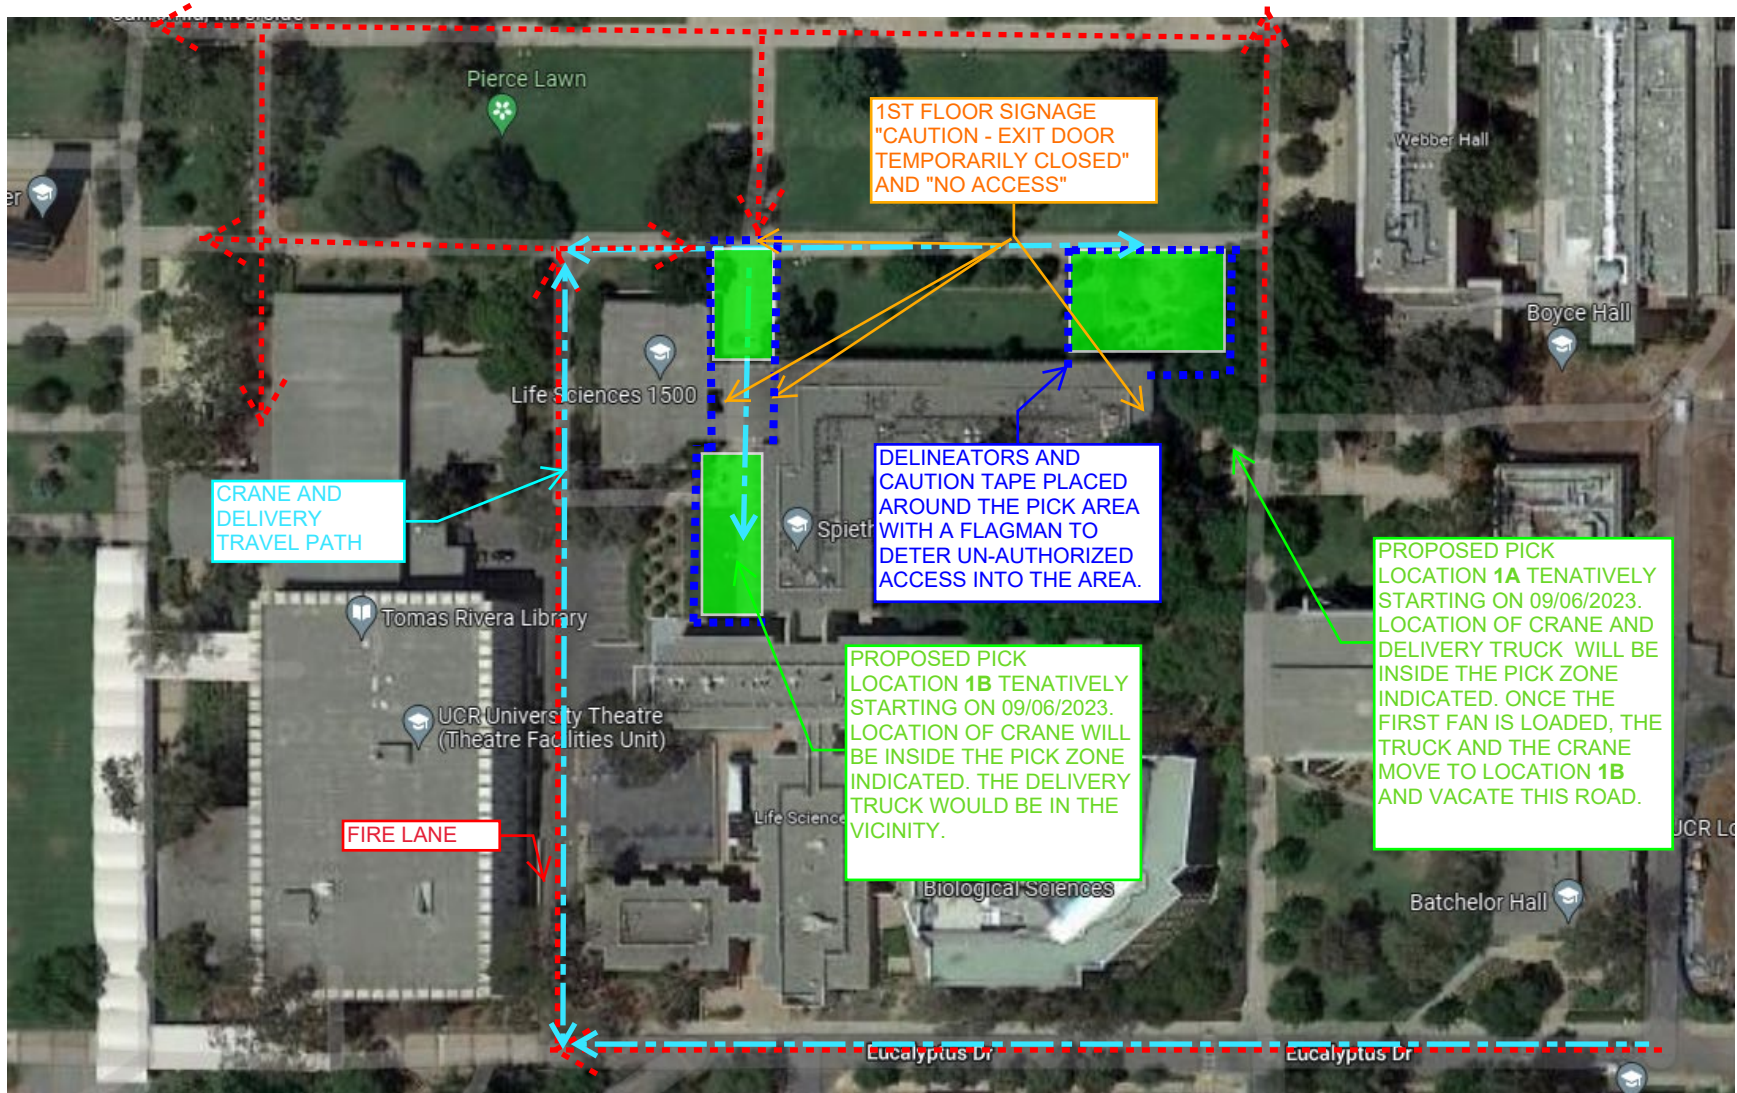 California, Riverside
Pierce Lawn
1ST FLOOR SIGNAGE
"CAUTION - EXIT DOOR
TEMPORARILY CLOSED"
AND "NO ACCESS"
Webber Hall
er
Boyce Hall
Life Sciences 1500
DELINEATORS AND
CAUTION TAPE PLACED
AROUND THE PICK AREA
WITH A FLAGMAN TO
DETER UN-AUTHORIZED
ACCESS INTO THE AREA.
CRANE AND
DELIVERY
TRAVEL PATH
Spieth
PROPOSED PICK
LOCATION 1A TENATIVELY
STARTING ON 09/06/2023.
LOCATION OF CRANE AND
DELIVERY TRUCK WILL BE
INSIDE THE PICK ZONE
INDICATED. ONCE THE
FIRST FAN IS LOADED, THE
TRUCK AND THE CRANE
MOVE TO LOCATION 1B
AND VACATE THIS ROAD.
Tomas Rivera Library
PROPOSED PICK
LOCATION 1B TENATIVELY
STARTING ON 09/06/2023.
LOCATION OF CRANE WILL
BE INSIDE THE PICK ZONE
INDICATED. THE DELIVERY
TRUCK WOULD BE IN THE
VICINITY.
UCR University Theatre
(Theatre Facilities Unit)
Life Science
FIRE LANE
UCR Lo
Biological Sciences
Batchelor Hall
Eucalyptus Dr
Eucalyptus Dr